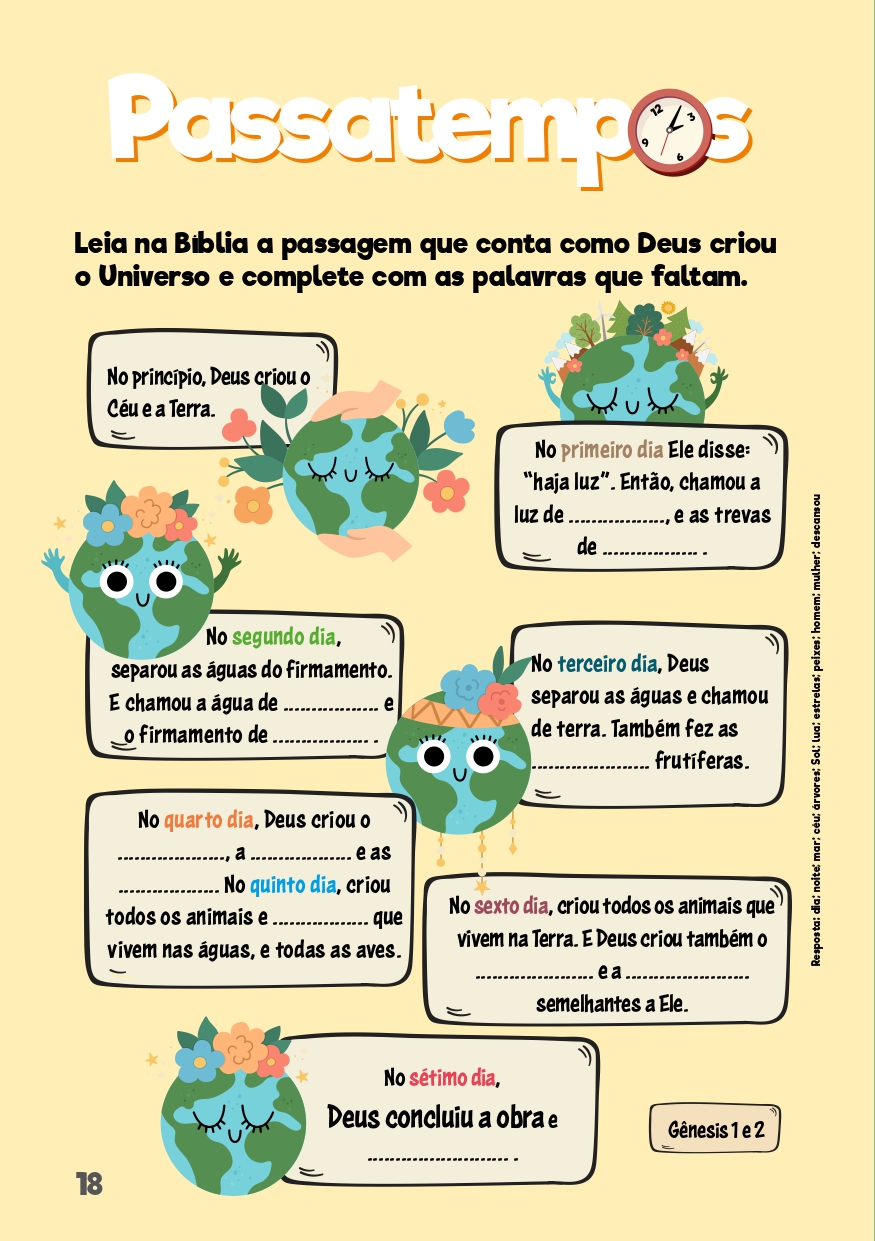 Passatempos
12
3
6
9
Leia na Bíblia a passagem que conta como Deus criou
o Universo e complete com as palavras que faltam.
No princípio, Deus criou o
Céu e a Terra.
No primeiro dia Ele disse:
“haja luz”. Então, chamou a
luz de .................., e as trevas
de .................. .
No segundo dia,
separou as águas do firmamento.
E chamou a água de .................. e
o firmamento de .................. .
No terceiro dia, Deus
separou as águas e chamou
de terra. Também fez as
...................... frutíferas.
No quarto dia, Deus criou o
...................., a ................... e as
................... No quinto dia, criou
todos os animais e .................. que
vivem nas águas, e todas as aves.
No sexto dia, criou todos os animais que
vivem na Terra. E Deus criou também o
...................... e a .......................
semelhantes a Ele.
No sétimo dia,
Deus concluiu a obra e
.......................... .
Gênesis 1 e 2
Resposta: dia; noite; mar; céu; árvores; Sol; lua; estrelas; peixes; homem; mulher; descansou
18